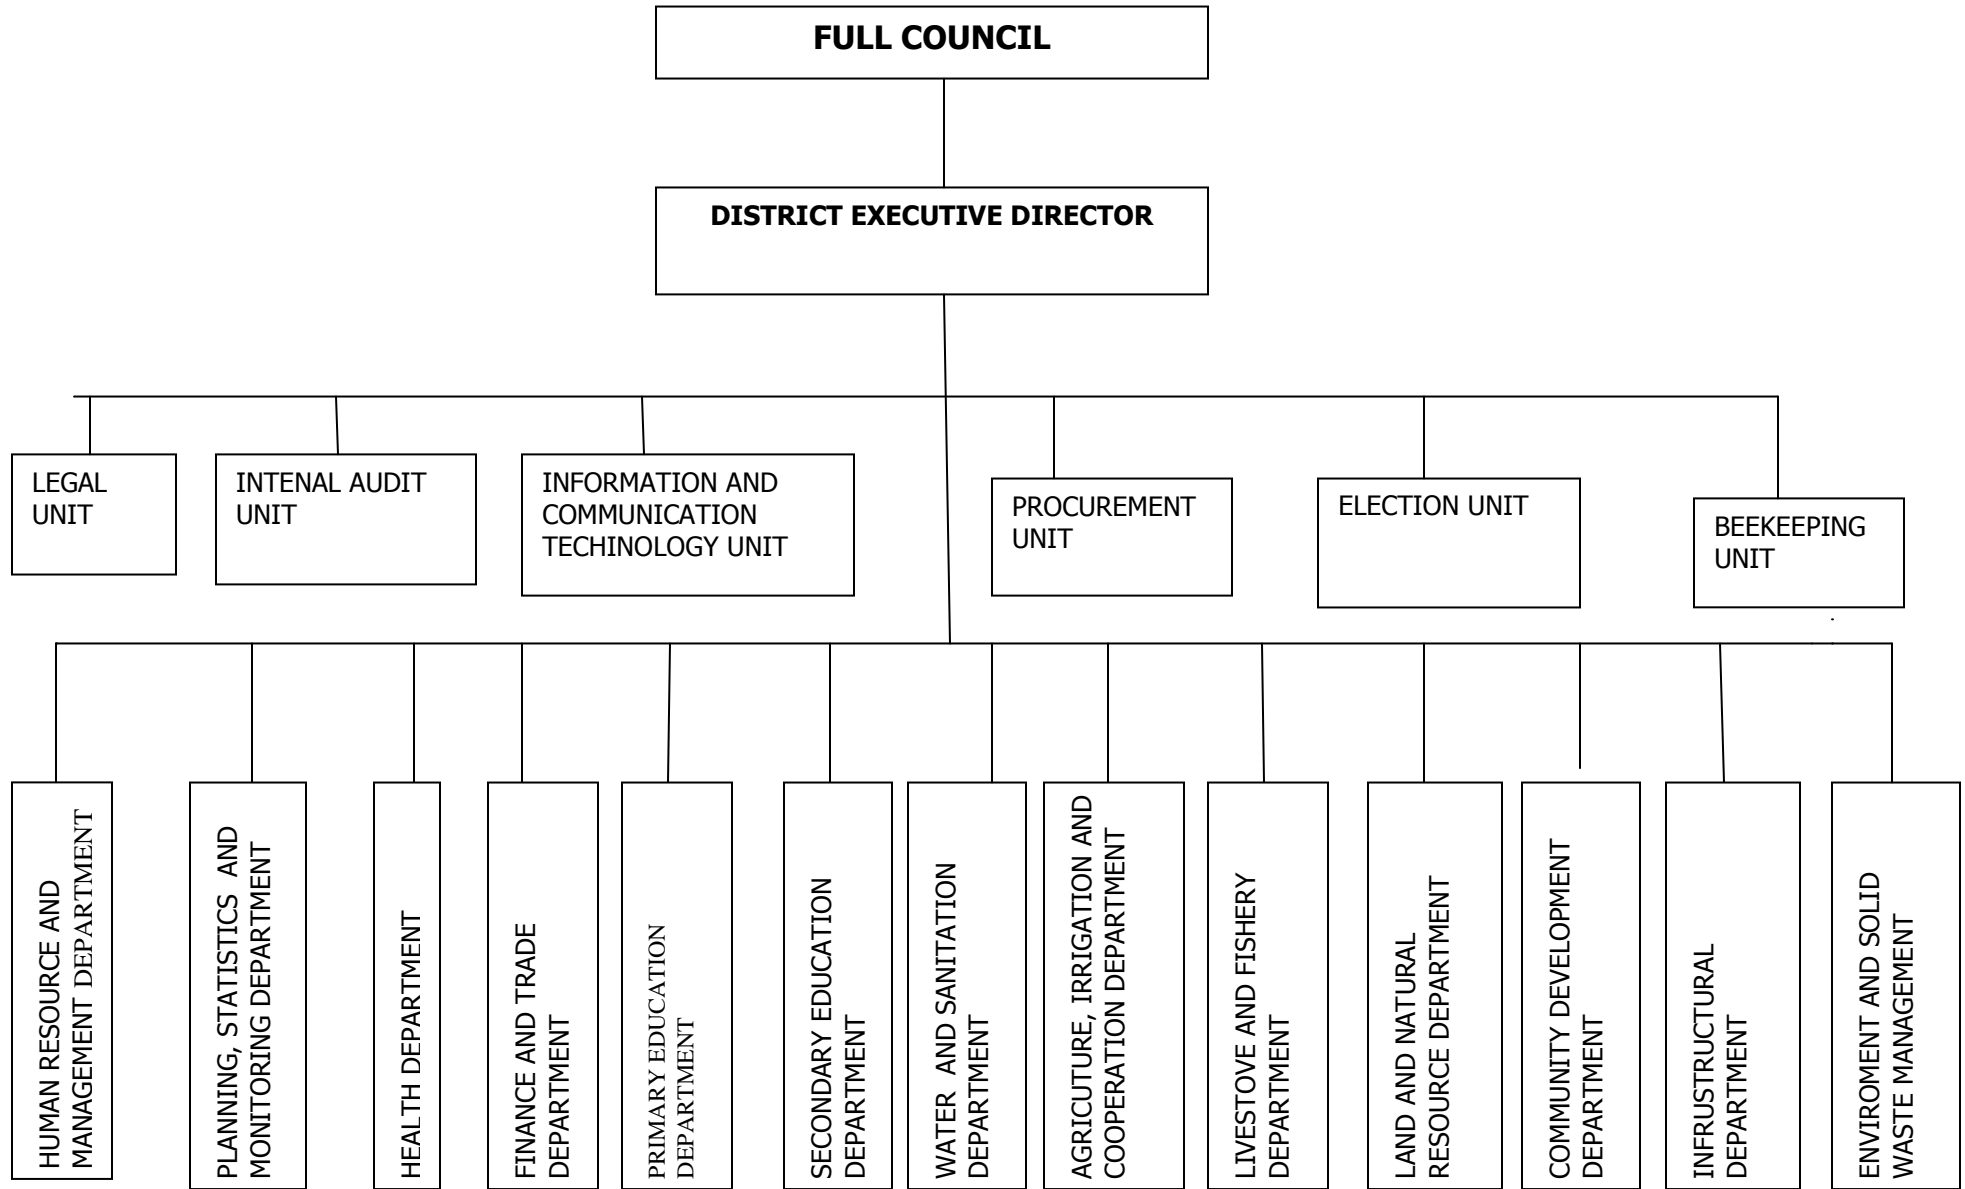 FULL COUNCIL
DISTRICT EXECUTIVE DIRECTOR
LEGAL
UNIT
INTENAL AUDIT
UNIT
INFORMATION AND
COMMUNICATION
TECHINOLOGY UNIT
PROCUREMENT
UNIT
ELECTION UNIT
BEEKEEPING
UNIT
HUMAN RESOURCE AND
MANAGEMENT DEPARTMENT
PLANNING, STATISTICS AND
MONITORING DEPARTMENT
HEALTH DEPARTMENT
FINANCE AND TRADE
DEPARTMENT
PRIMARY EDUCATION
DEPARTMENT
SECONDARY EDUCATION
DEPARTMENT
WATER AND SANITATION
DEPARTMENT
AGRICUTURE, IRRIGATION AND
COOPERATION DEPARTMENT
LIVESTOVE AND FISHERY
DEPARTMENT
LAND AND NATURAL
RESOURCE DEPARTMENT
COMMUNITY DEVELOPMENT
DEPARTMENT
INFRUSTRUCTURAL
DEPARTMENT
ENVIROMENT AND SOLID
WASTE MANAGEMENT